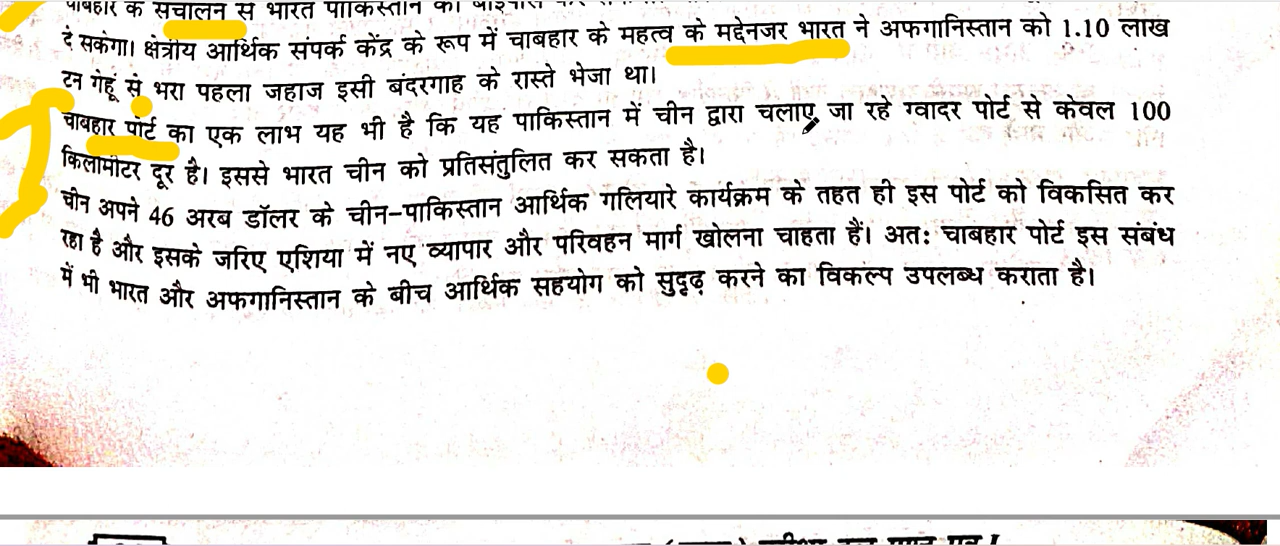 चाबहार के संचालन से भारत पाकिस्तान को बाईपास कर
दे सकेगा। क्षेत्रीय आर्थिक संपर्क केंद्र के रूप में चाबहार के महत्व के मद्देनजर भारत ने अफगानिस्तान को 1.10 लाख
टन गेहूं से भरा पहला जहाज इसी बंदरगाह के रास्ते भेजा था।
चाबहार पोर्ट का एक लाभ यह भी है कि यह पाकिस्तान में चीन द्वारा चलाए जा रहे ग्वादर पोर्ट से केवल 100
किलोमीटर दूर है। इससे भारत चीन को प्रतिसंतुलित कर सकता है।
चीन अपने 46 अरब डॉलर के चीन-पाकिस्तान आर्थिक गलियारे कार्यक्रम के तहत ही इस पोर्ट को विकसित कर
रहा है और इसके जरिए एशिया में नए व्यापार और परिवहन मार्ग खोलना चाहता हैं। अतः चाबहार पोर्ट इस संबंध
में भी भारत और अफगानिस्तान के बीच आर्थिक सहयोग को सुदृढ़ करने का विकल्प उपलब्ध कराता है।